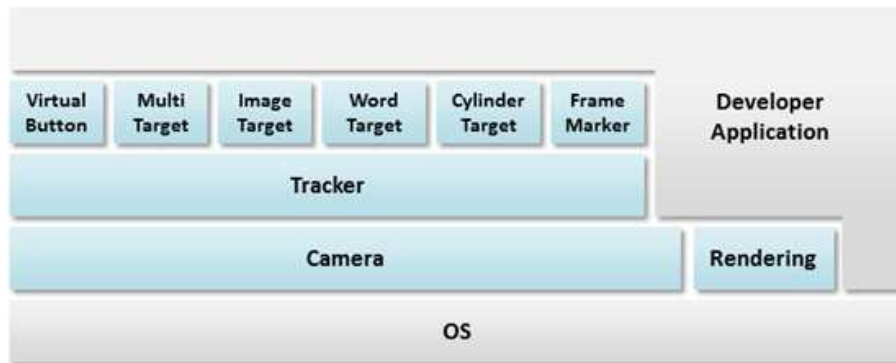 Virtual
Button
Multi
Target
Image
Target
Word
Target
Cylinder
Target
Frame
Marker
Developer
Application
Tracker
Camera
Rendering
OS